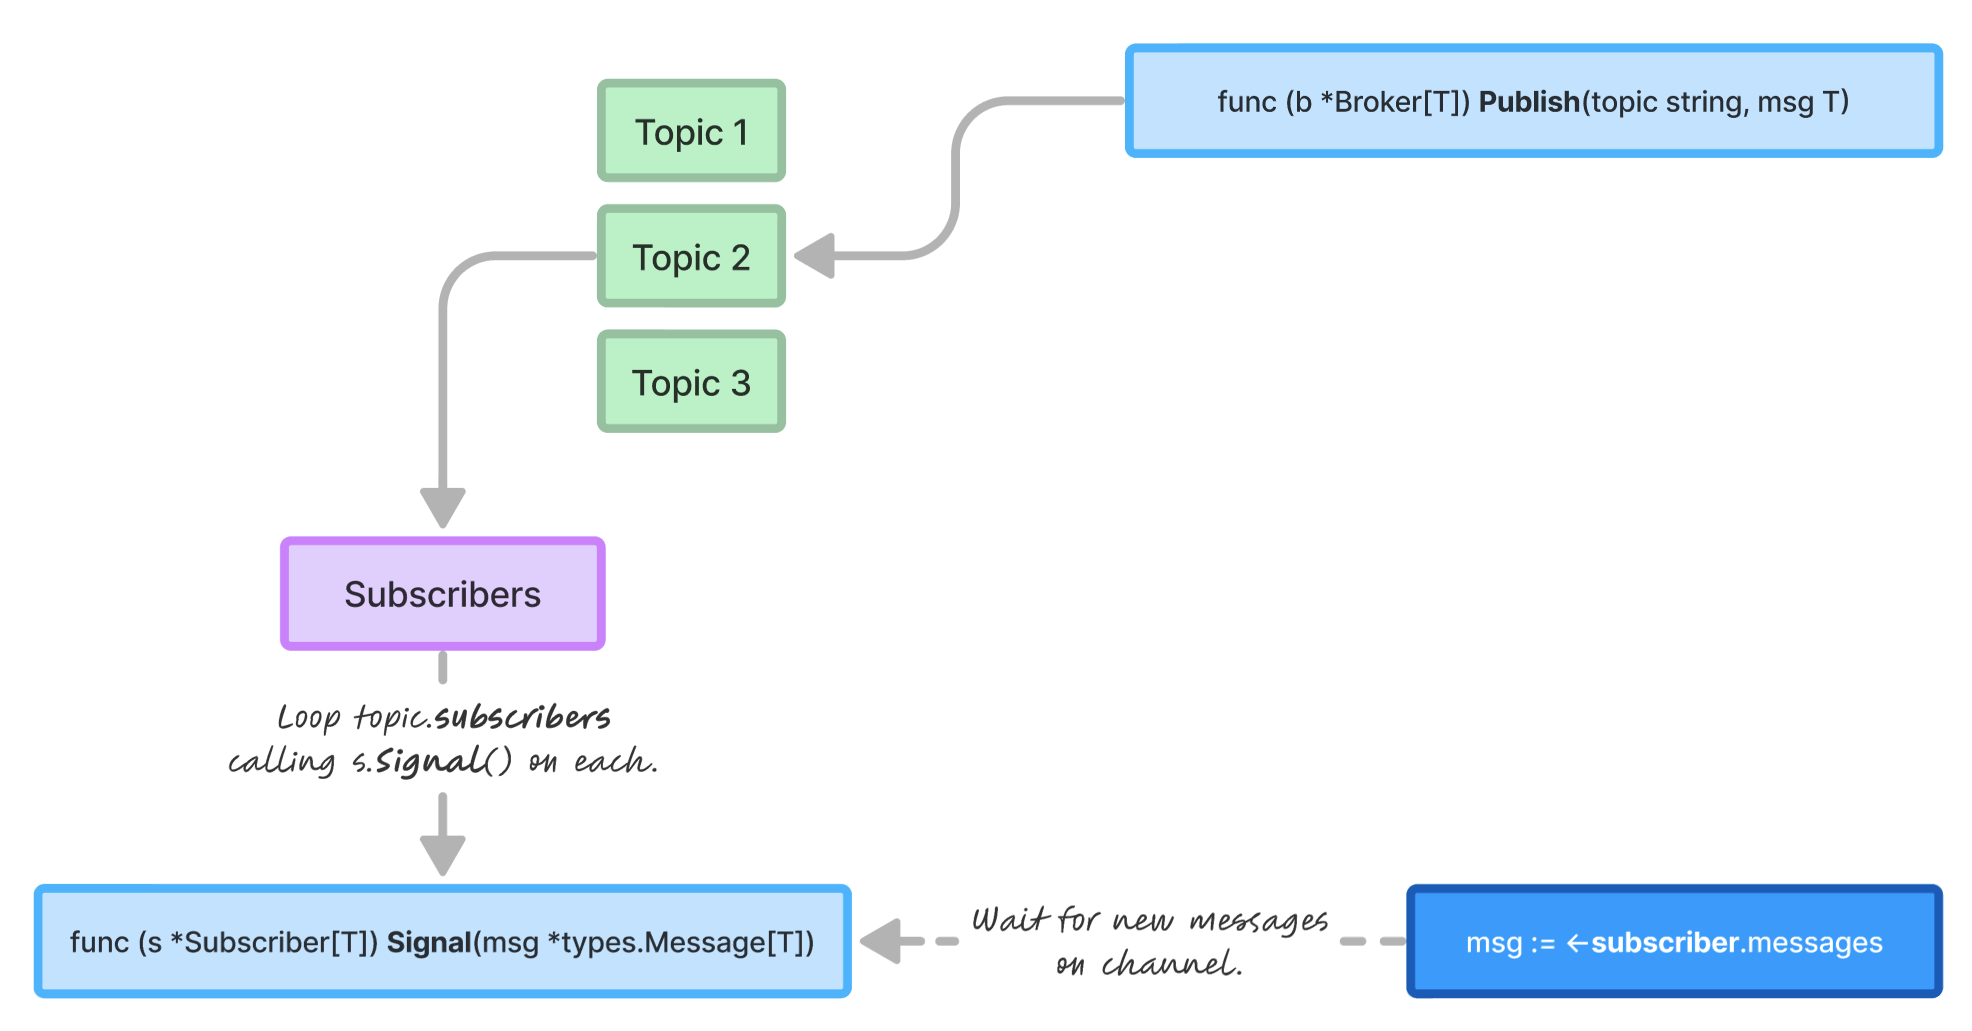 func (b *Broker[T]) Publish(topic string, msg T)
Topic 1
Topic 2
Topic 3
Subscribers
Loop topic.subscribers
calling s.Signal() on each.
func (s *Subscriber[T]) Signal(msg *types.Message[T])
Wait for new messages
on channel.
msg := ←subscriber.messages